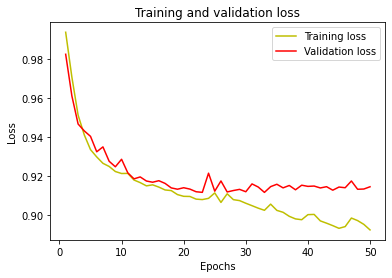 Training and validation loss
Training loss
Validation loss
0.98
0.96
0.94
0.92
0.90
Loss
0
10
20
30
40
50
Epochs